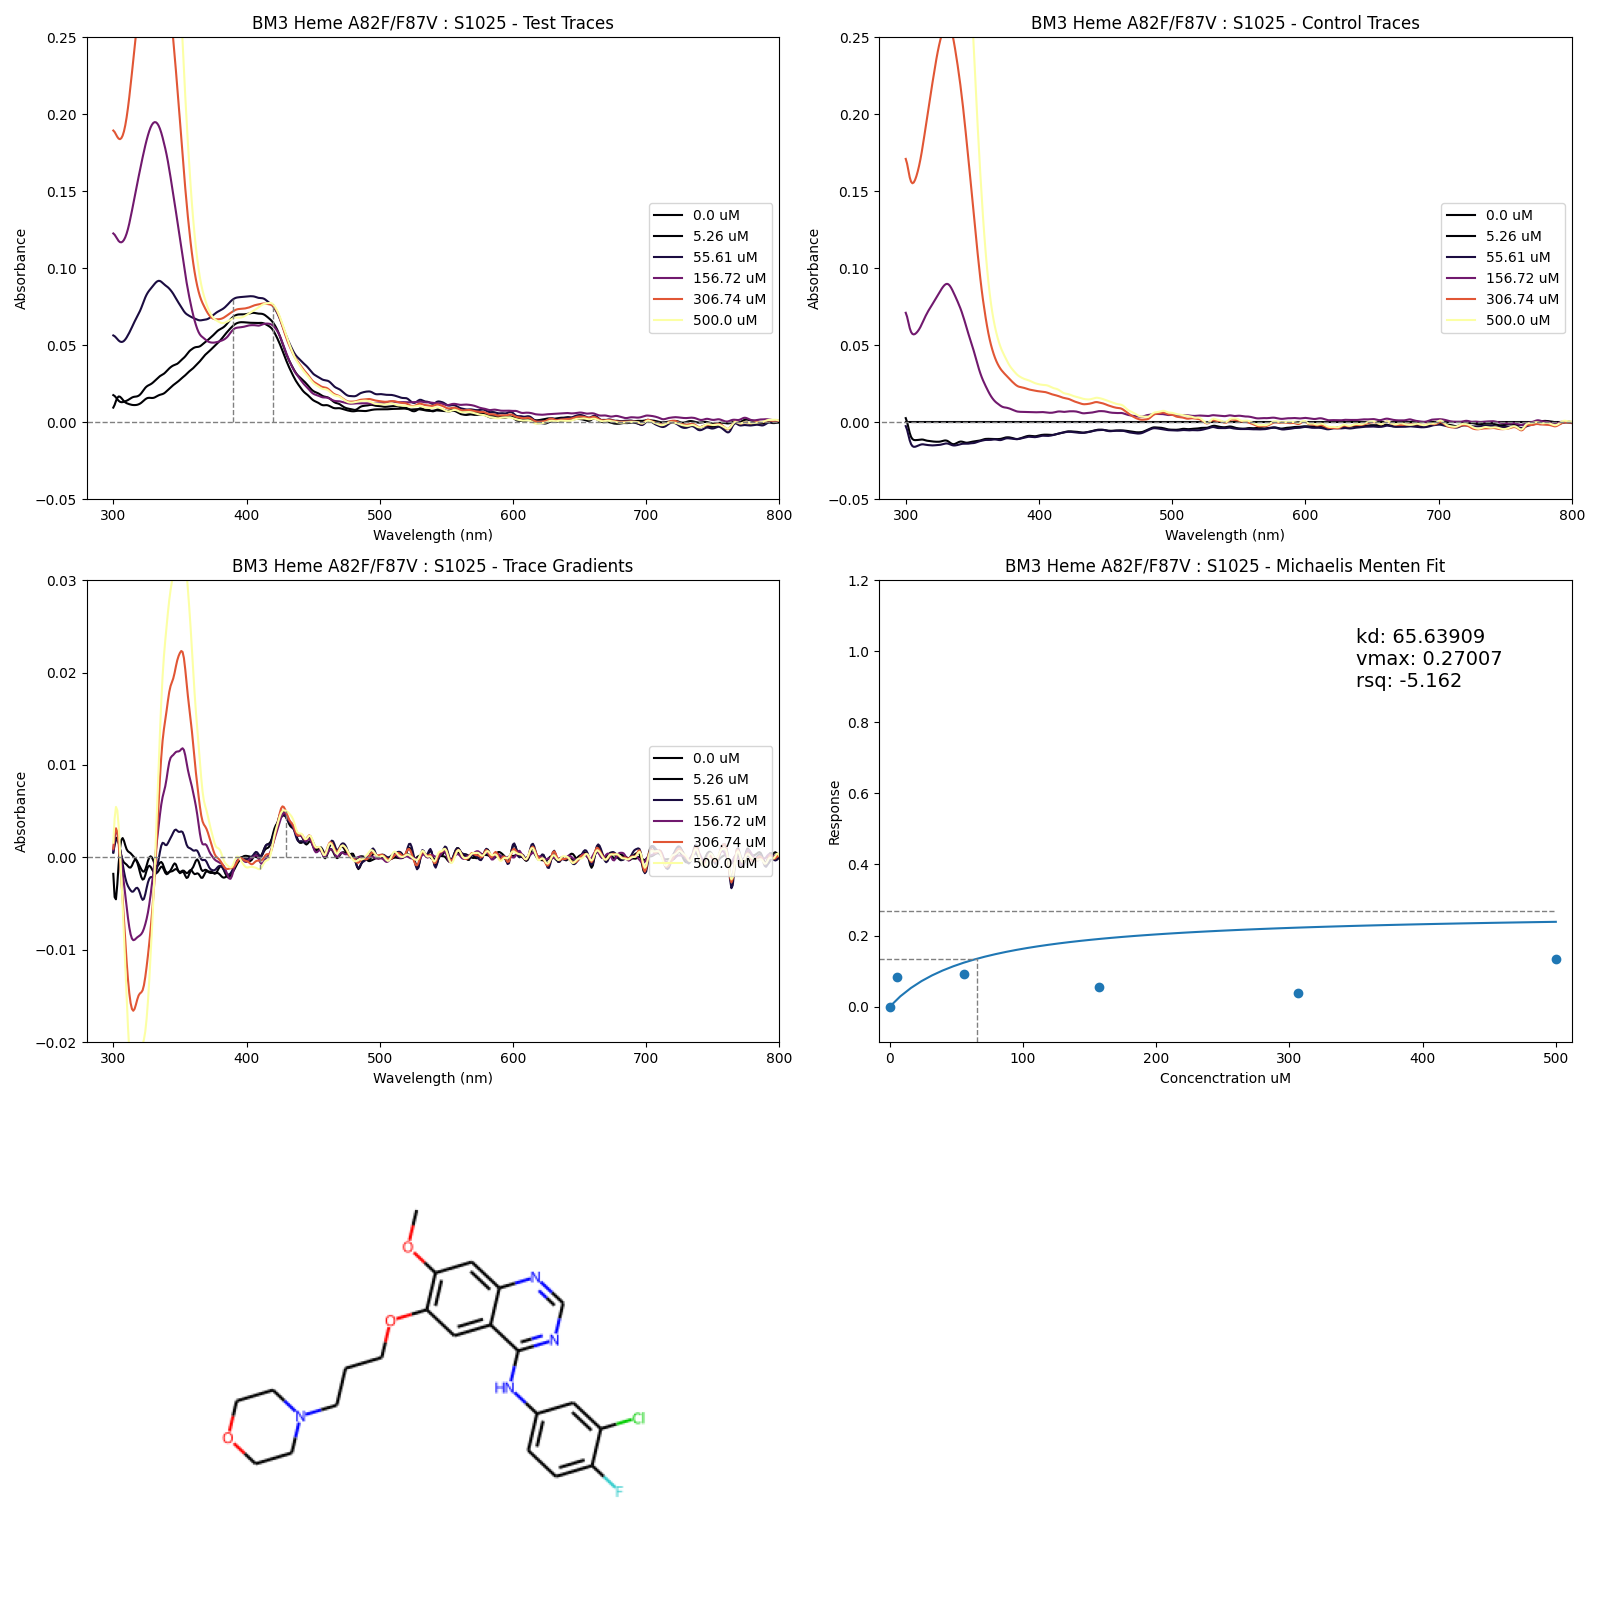 BM3 Heme A82F/F87V : S1025 - Test Traces
0.25
0.20
0.15
0.10
0.05
0.00
−0.05
Absorbance
0.0 uM
5.26 uM
55.61 uM
156.72 uM
306.74 uM
500.0 uM
300
400
500
600
700
800
Wavelength (nm)
BM3 Heme A82F/F87V : S1025 - Control Traces
0.25
0.20
0.15
0.10
0.05
0.00
−0.05
Absorbance
0.0 uM
5.26 uM
55.61 uM
156.72 uM
306.74 uM
500.0 uM
300
400
500
600
700
800
Wavelength (nm)
BM3 Heme A82F/F87V : S1025 - Trace Gradients
0.03
0.02
0.01
0.00
−0.01
−0.02
Absorbance
0.0 uM
5.26 uM
55.61 uM
156.72 uM
306.74 uM
500.0 uM
300
400
500
600
700
800
Wavelength (nm)
BM3 Heme A82F/F87V : S1025 - Michaelis Menten Fit
1.2
1.0
0.8
0.6
0.4
0.2
0.0
Response
kd: 65.63909
vmax: 0.27007
rsq: -5.162
0
100
200
300
400
500
Concenctration uM
O
N
O
N
HN
N
Cl
O
F